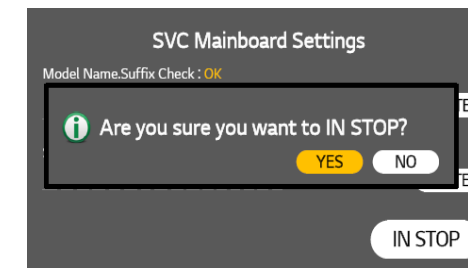 SVC Mainboard Settings
Model Name.Suffix Check : OK
Are you sure you want to IN STOP?
YES NO
IN STOP